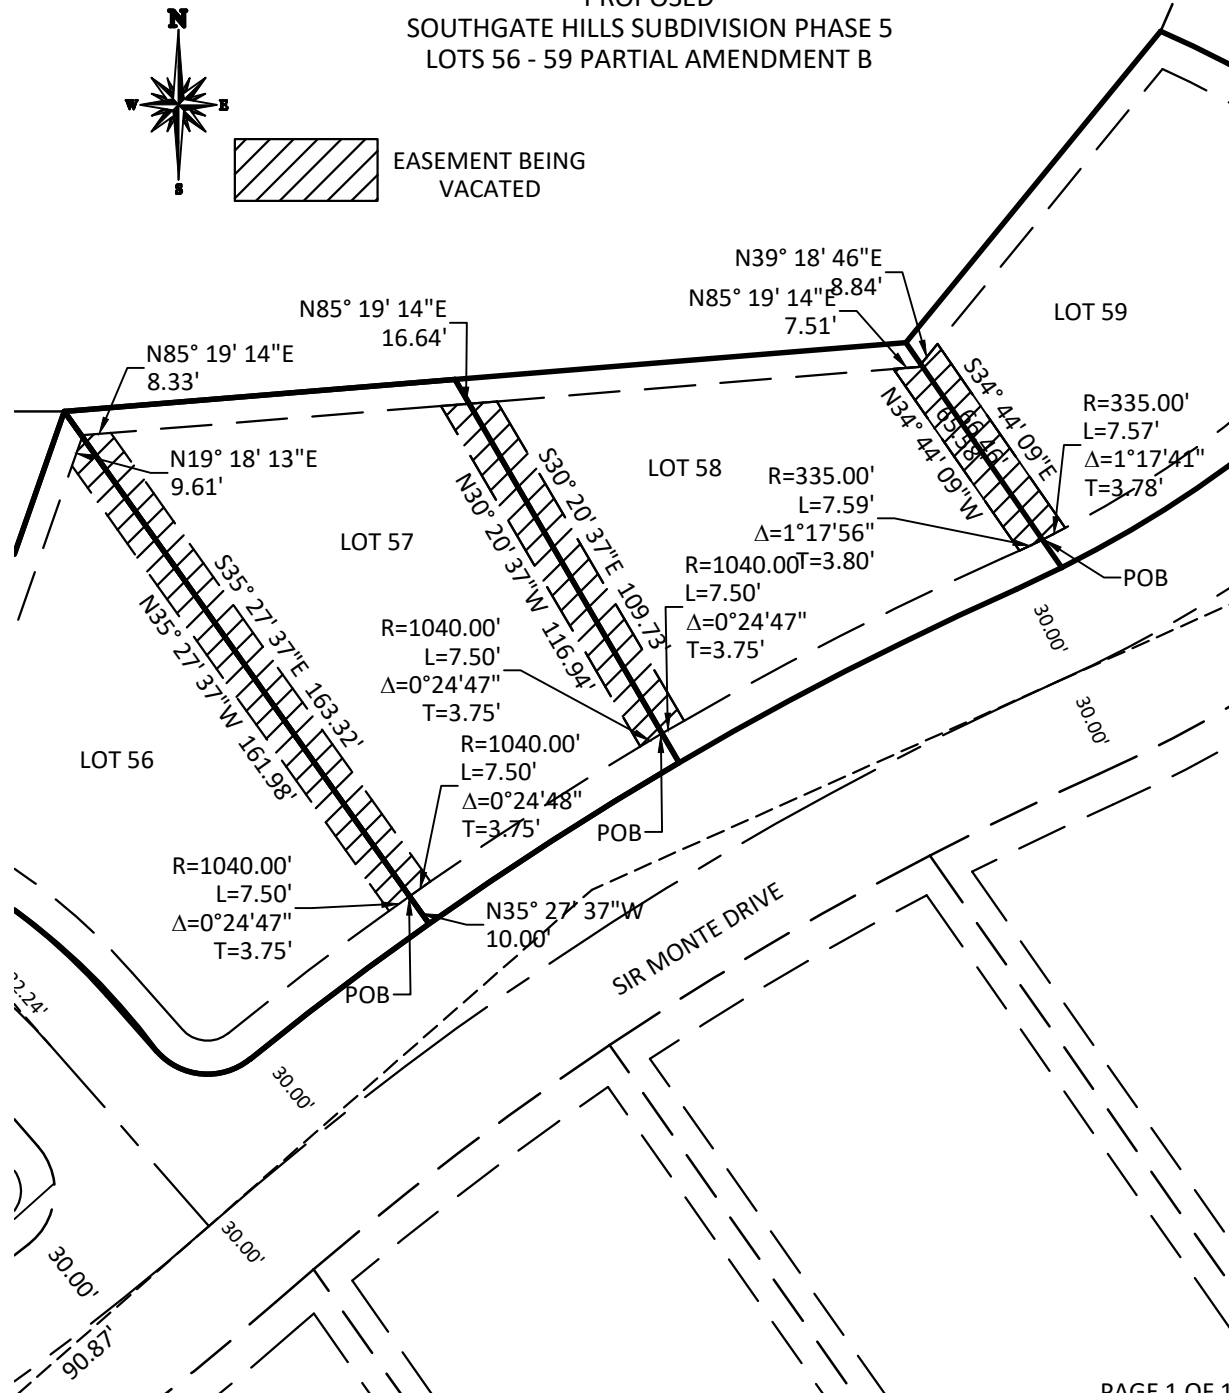 PROPOSED
SOUTHGATE HILLS SUBDIVISION PHASE 5
LOTS 56 - 59 PARTIAL AMENDMENT B
N
W
E
S
EASEMENT BEING
VACATED
N39° 18' 46"E
8.84'
N85° 19' 14"E
7.51'
N85° 19' 14"E
16.64'
N85° 19' 14"E
8.33'
N19° 18' 13"E
9.61'
LOT 59
LOT 58
LOT 57
LOT 56
S34° 44' 09"E
66.46'
N34° 44' 09"W
65.58'
R=335.00'
L=7.57'
Δ=1°17'41"
T=3.78'
R=335.00'
L=7.59'
Δ=1°17'56"
T=3.80'
POB
S30° 20' 37"E 109.73'
N30° 20' 37"W 116.94'
R=1040.00'
L=7.50'
Δ=0°24'47"
T=3.75'
R=1040.00'
L=7.50'
Δ=0°24'47"
T=3.75'
POB
S35° 27' 37"E 163.32'
N35° 27' 37"W 161.98'
R=1040.00'
L=7.50'
Δ=0°24'48"
T=3.75'
R=1040.00'
L=7.50'
Δ=0°24'47"
T=3.75'
N35° 27' 37"W
10.00'
POB
30.00'
30.00'
SIR MONTE DRIVE
30.00'
30.00'
30.00'
90.87'
PAGE 1 OF 1